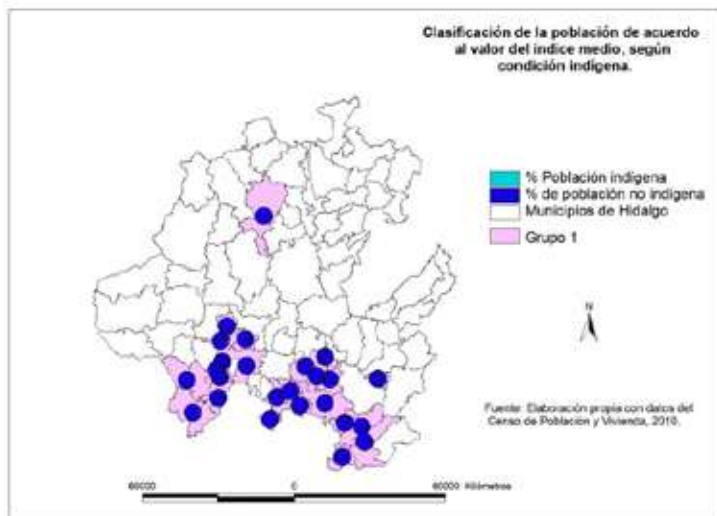 Clasificación de la población de acuerdo
al valor del índice medio, según
condición indígena.
% Población indígena
% de población no indígena
Municipios de Hidalgo
Grupo 1
N
Fuente: Elaboración propia con datos del
Censo de Población y Vivienda, 2010.
60000 0 60000 Kilómetros